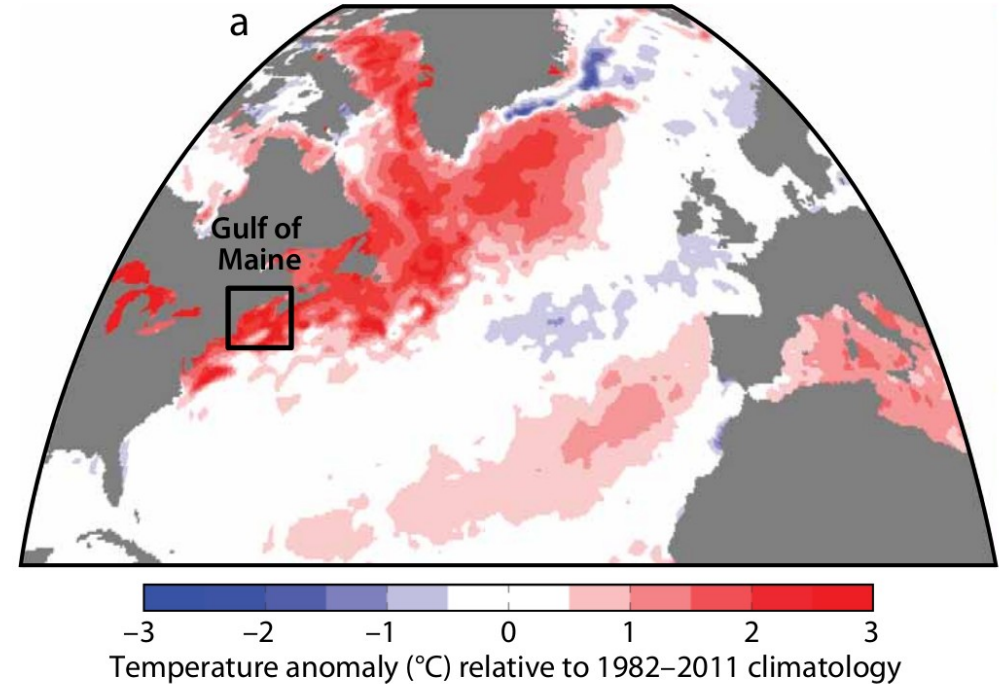 a
Gulf of
Maine
–3 –2 –1 0 1 2 3
Temperature anomaly (°C) relative to 1982–2011 climatology